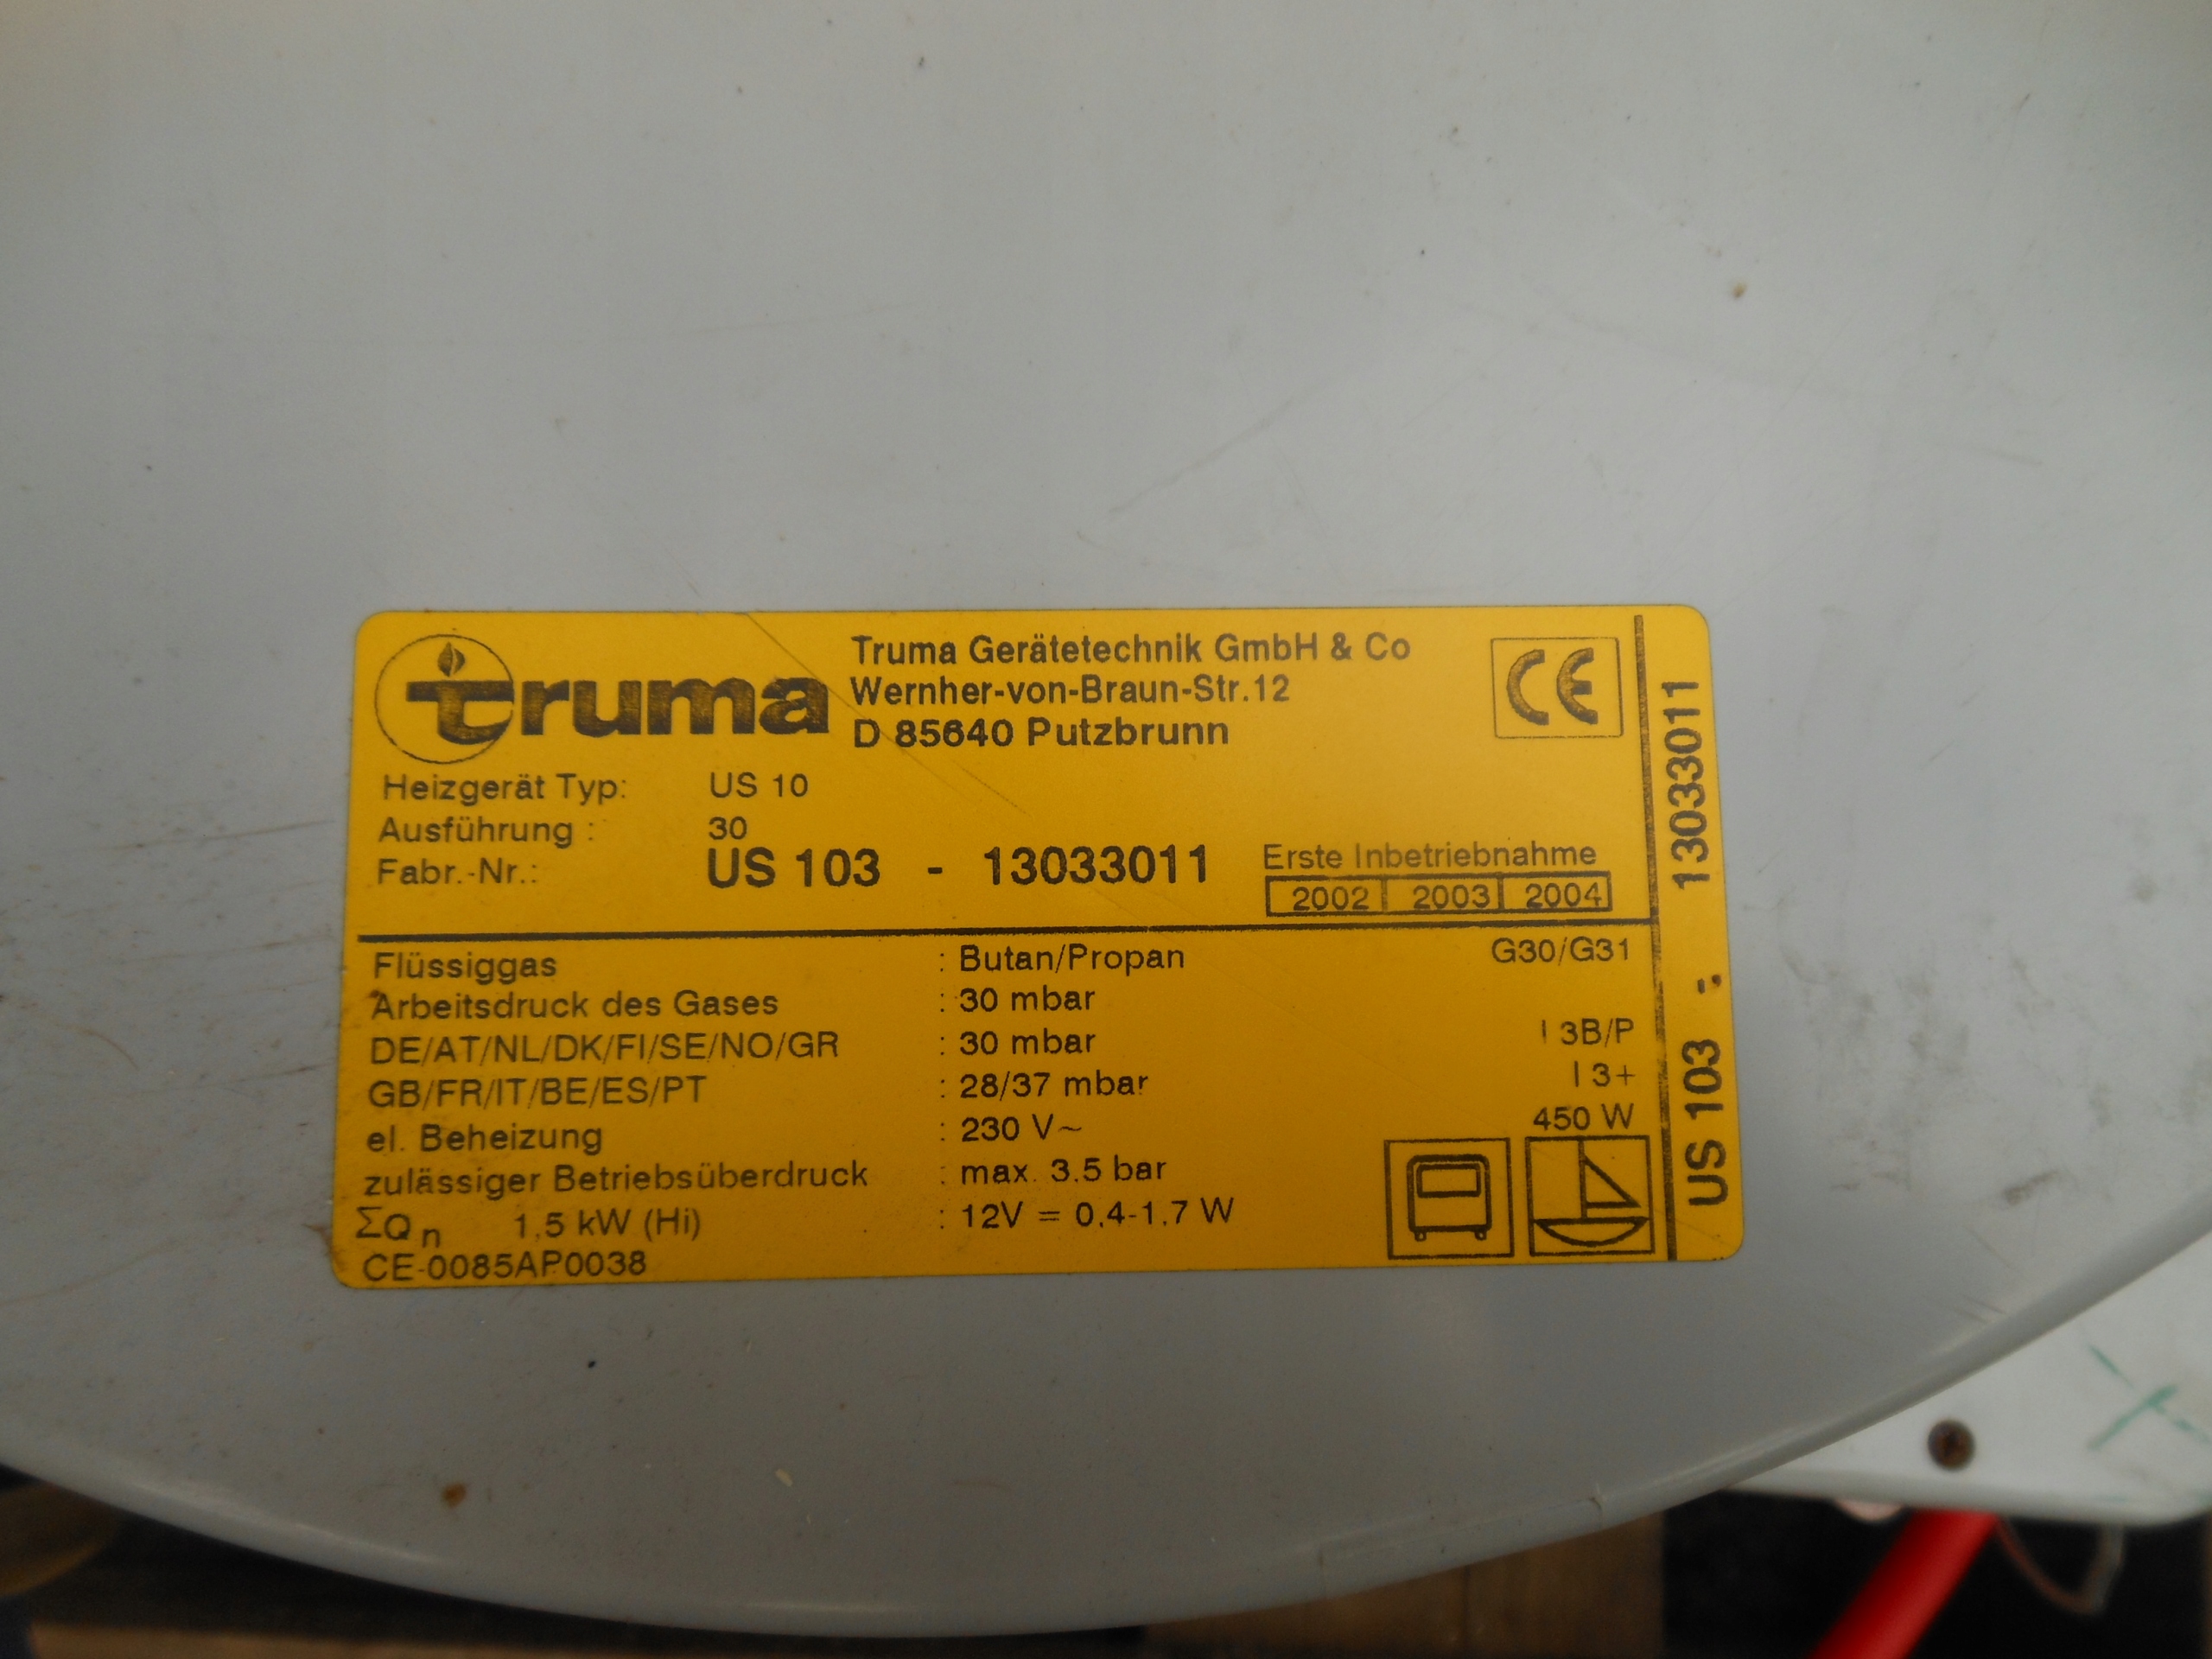 truma
Truma Gerätetechnik GmbH & Co
Wernher-von-Braun-Str.12
D 85640 Putzbrunn
CE
Heizgerät Typ: US 10
Ausführung : 30
Fabr.-Nr.: US 103 - 13033011
Erste Inbetriebnahme
2002 2003 2004
Flüssiggas : Butan/Propan G30/G31
Arbeitsdruck des Gases : 30 mbar
DE/AT/NL/DK/FI/SE/NO/GR : 30 mbar I 3B/P
GB/FR/IT/BE/ES/PT : 28/37 mbar I 3+
el. Beheizung : 230 V~ 450 W
zulässiger Betriebsüberdruck : max. 3.5 bar
ΣQn 1,5 kW (Hi) : 12V = 0,4-1,7 W
CE-0085AP0038
US 103 - 13033011